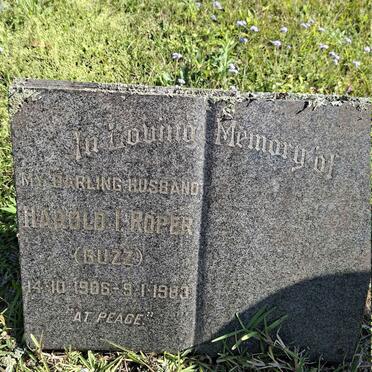 In Loving Memory of
MY DARLING HUSBAND
HAROLD I. ROPER
(BUZZ)
14·10·1906-9·1·1983
"AT PEACE."